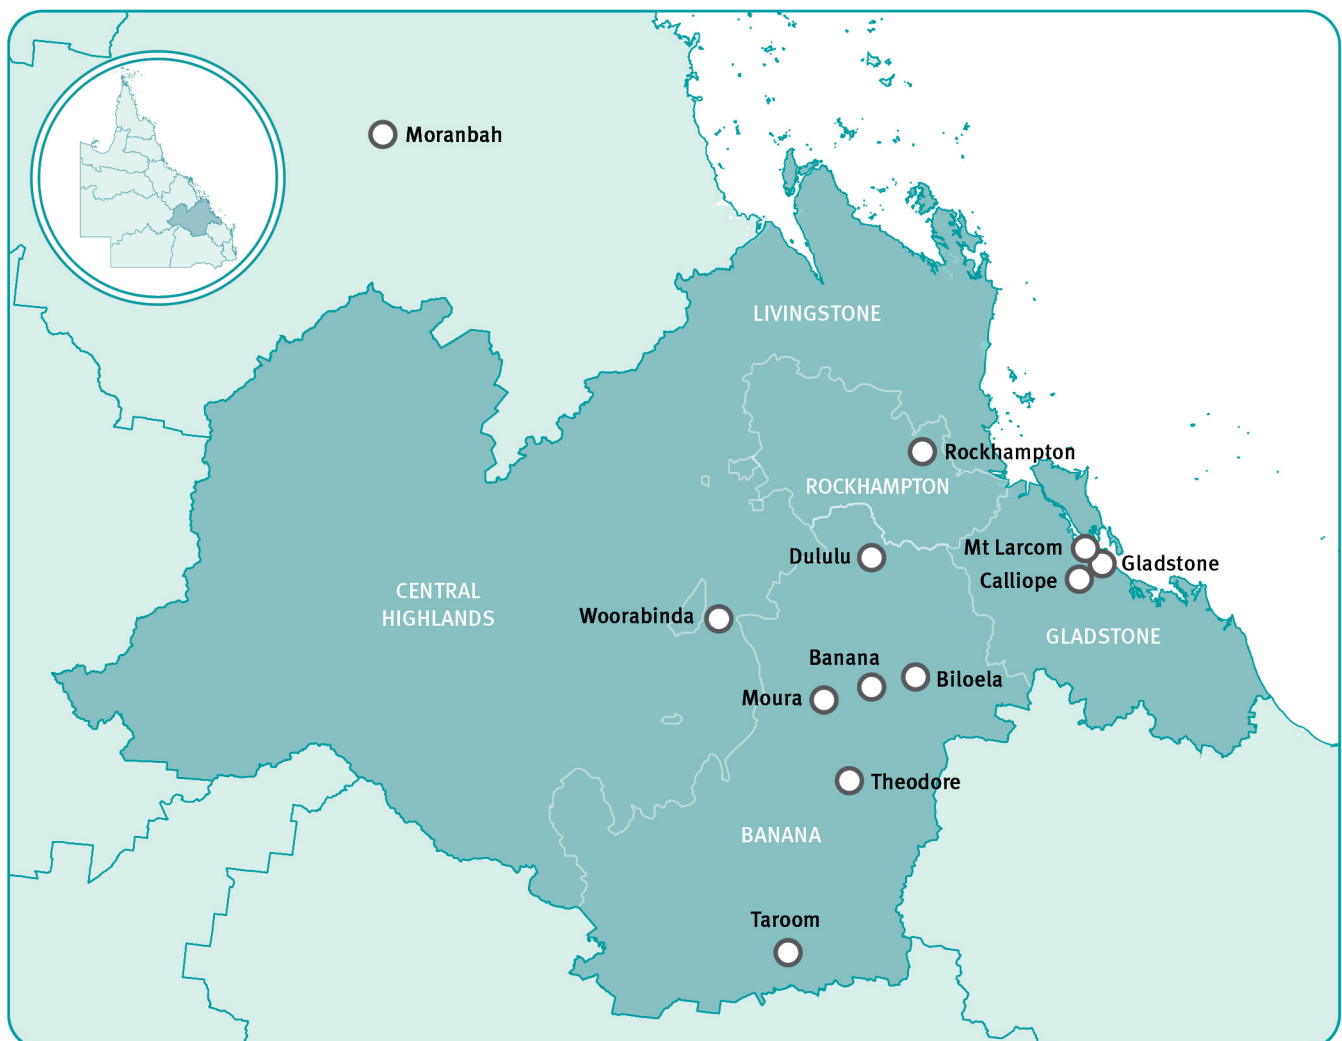 Moranbah
LIVINGSTONE
Rockhampton
ROCKHAMPTON
Dululu
Mt Larcom
Gladstone
Calliope
CENTRAL
HIGHLANDS
Woorabinda
GLADSTONE
Banana
Biloela
Moura
Theodore
BANANA
Taroom